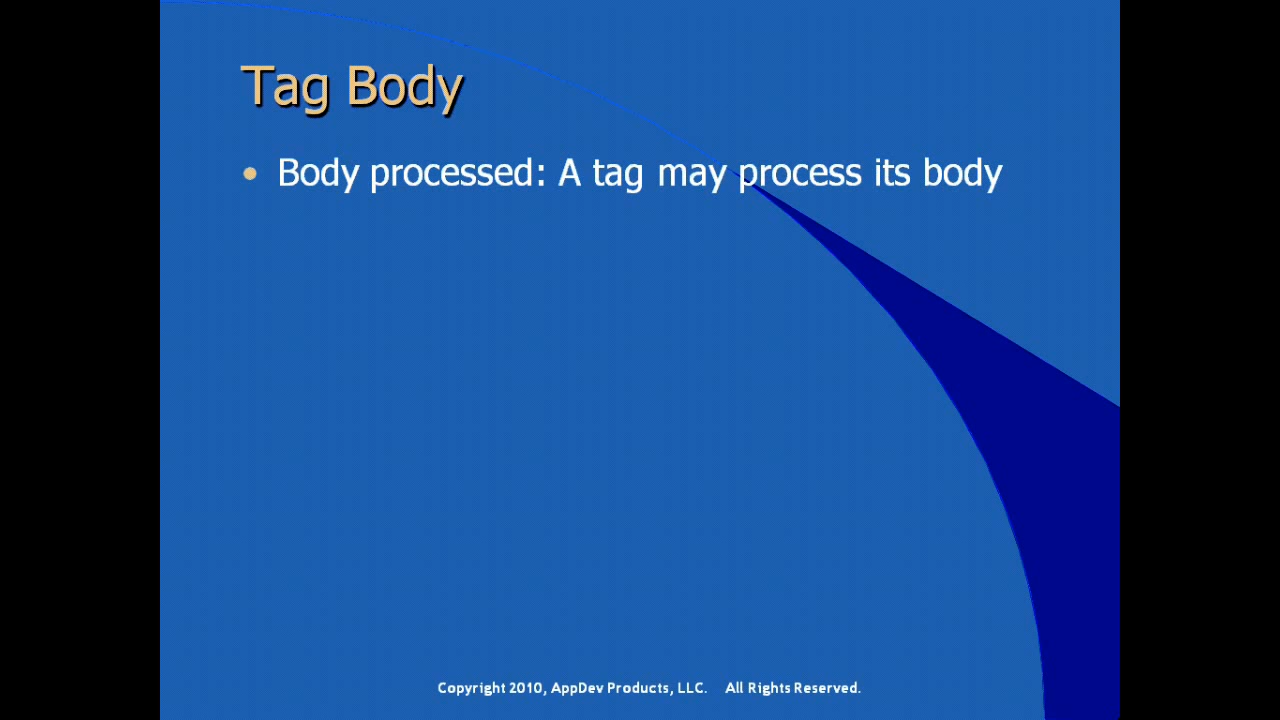 Tag Body
• Body processed: A tag may process its body
Copyright 2010, AppDev Products, LLC. All Rights Reserved.